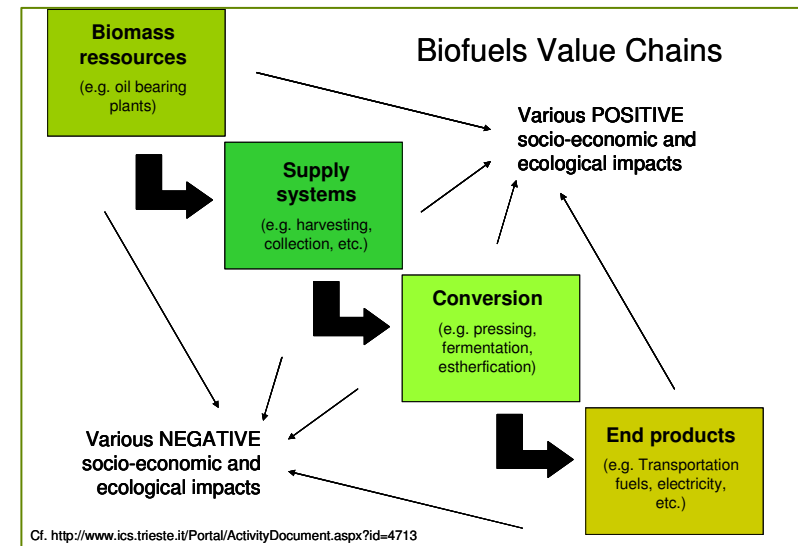 Biofuels Value Chains
Biomass
ressources
(e.g. oil bearing
plants)
Various POSITIVE
socio-economic and
ecological impacts
Supply
systems
(e.g. harvesting,
collection, etc.)
Conversion
(e.g. pressing,
fermentation,
estherfication)
End products
(e.g. Transportation
fuels, electricity,
etc.)
Various NEGATIVE
socio-economic and
ecological impacts
Cf. http://www.ics.trieste.it/Portal/ActivityDocument.aspx?id=4713